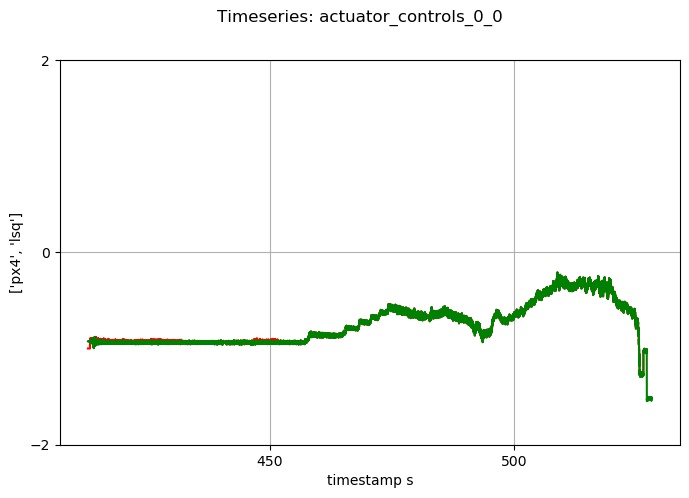 Timeseries: actuator_controls_0_0
2
0
−2
['px4', 'lsq']
450
500
timestamp s